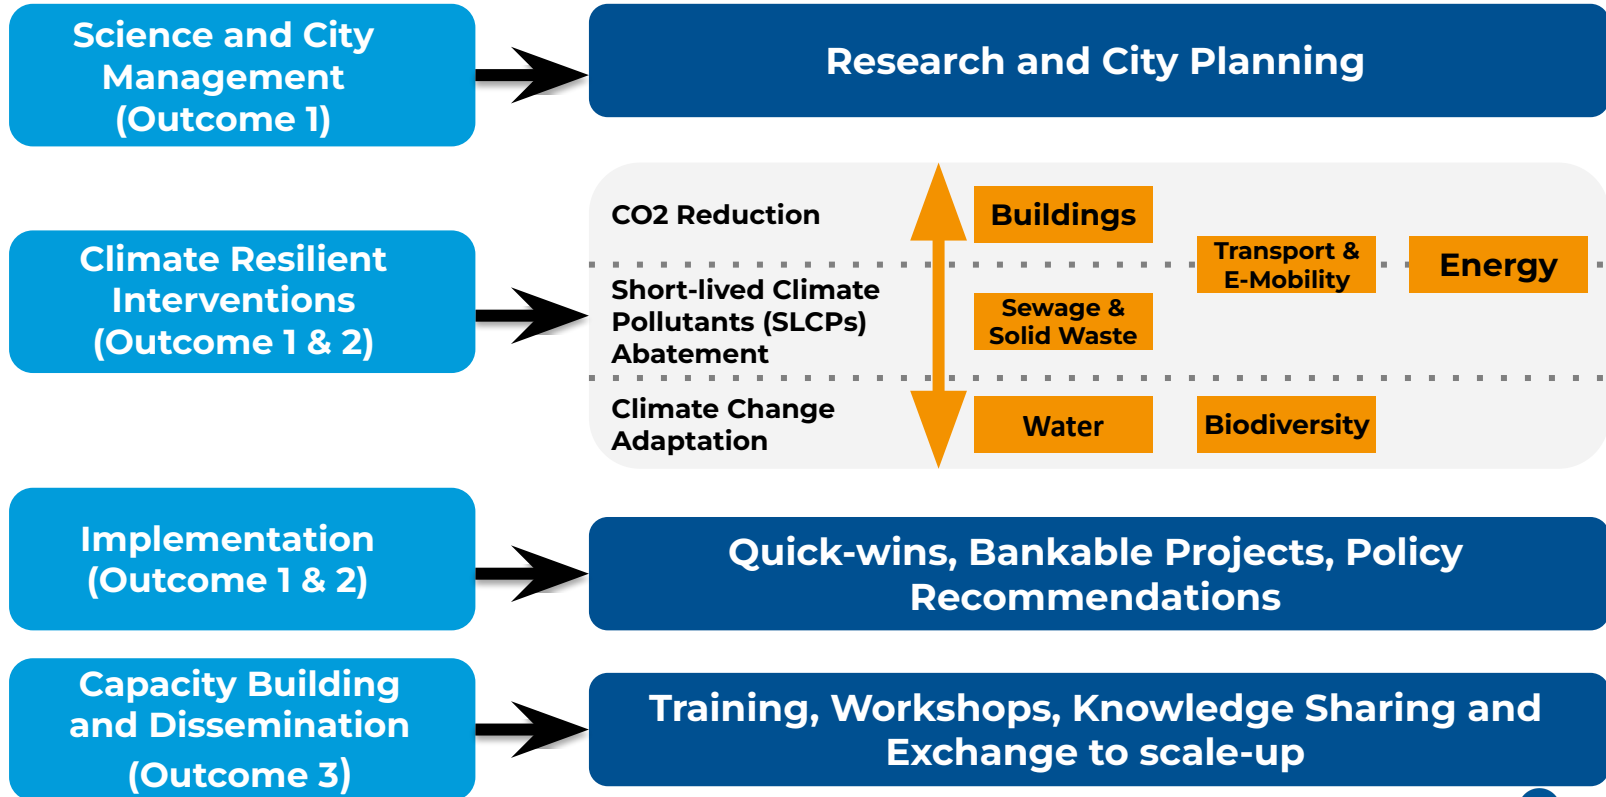 Science and City
Management
(Outcome 1)
Research and City Planning
Climate Resilient
Interventions
(Outcome 1 & 2)
CO2 Reduction
Buildings
Transport &
E-Mobility
Energy
Short-lived Climate
Pollutants (SLCPs)
Abatement
Sewage &
Solid Waste
Climate Change
Adaptation
Water
Biodiversity
Implementation
(Outcome 1 & 2)
Quick-wins, Bankable Projects, Policy
Recommendations
Capacity Building
and Dissemination
(Outcome 3)
Training, Workshops, Knowledge Sharing and
Exchange to scale-up